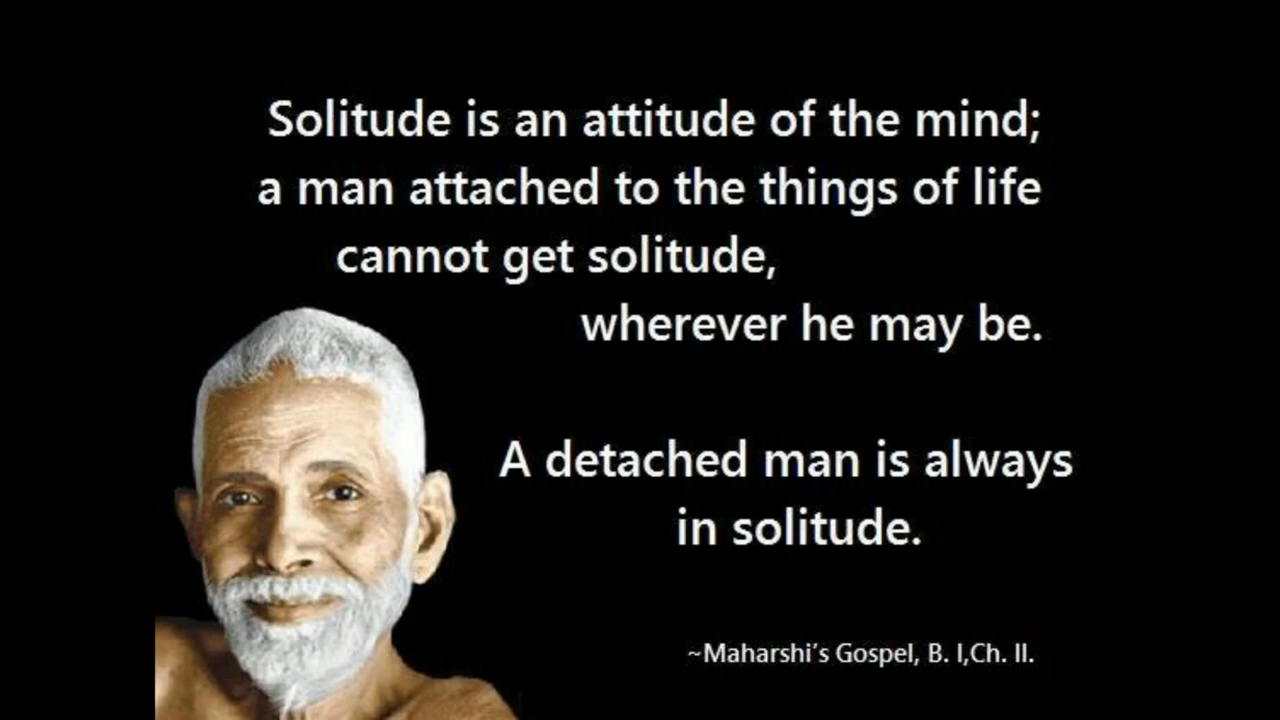 Solitude is an attitude of the mind;
a man attached to the things of life
cannot get solitude,
wherever he may be.
A detached man is always
in solitude.
~Maharshi's Gospel, B. I,Ch. II.